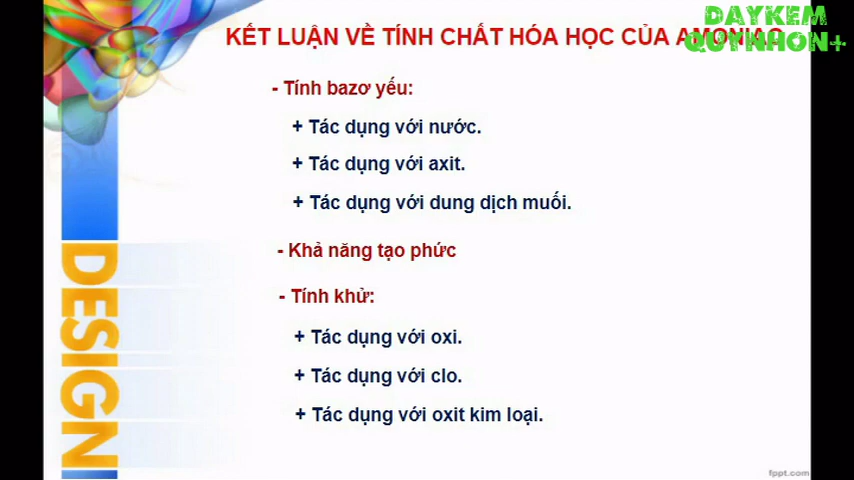 DAYKEM
QUYNHON+
KẾT LUẬN VỀ TÍNH CHẤT HÓA HỌC CỦA AMONIAC
- Tính bazơ yếu:
+ Tác dụng với nước.
+ Tác dụng với axit.
+ Tác dụng với dung dịch muối.
- Khả năng tạo phức
- Tính khử:
+ Tác dụng với oxi.
+ Tác dụng với clo.
+ Tác dụng với oxit kim loại.
DESIGN
fppt.com